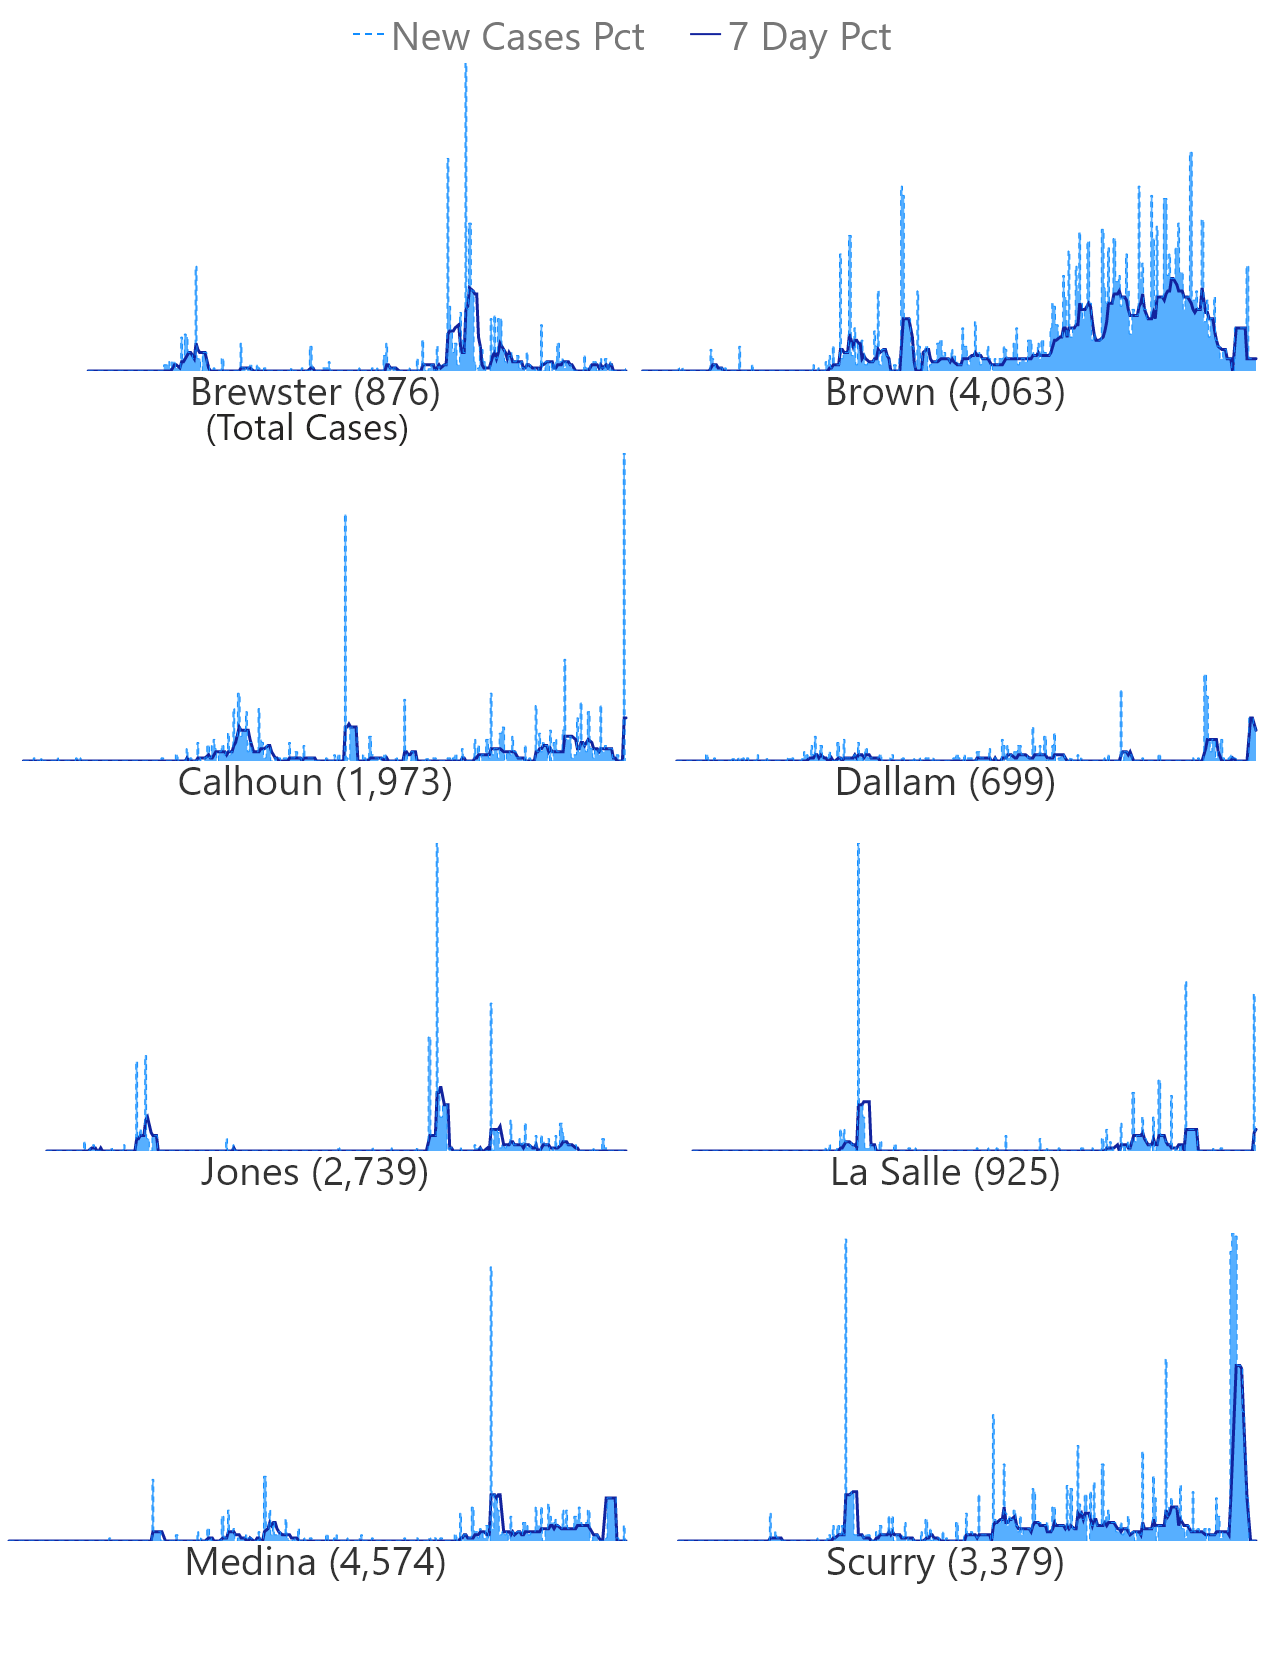 New Cases Pct 7 Day Pct
Brewster (876)
(Total Cases)
Brown (4,063)
Calhoun (1,973)
Dallam (699)
Jones (2,739)
La Salle (925)
Medina (4,574)
Scurry (3,379)